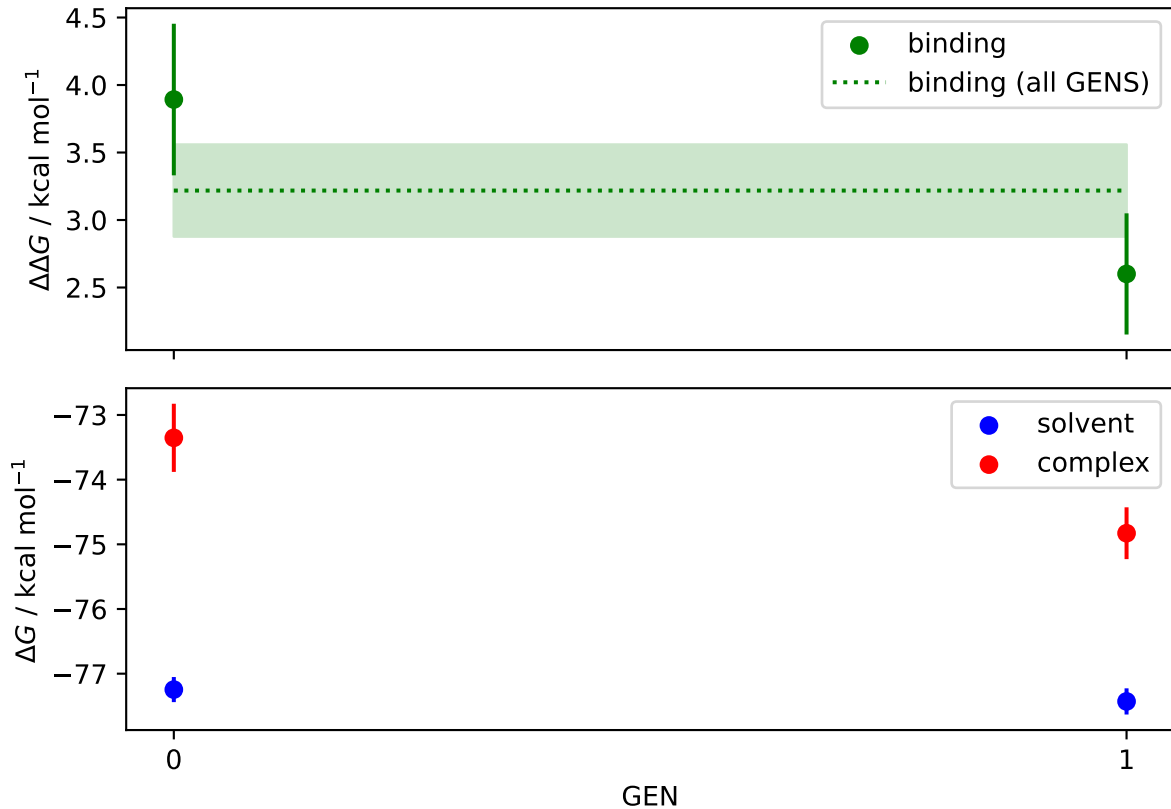 4.5
4.0
3.5
3.0
2.5
ΔΔG / kcal mol⁻¹
binding
binding (all GENS)
−73
−74
−75
−76
−77
ΔG / kcal mol⁻¹
solvent
complex
0
1
GEN